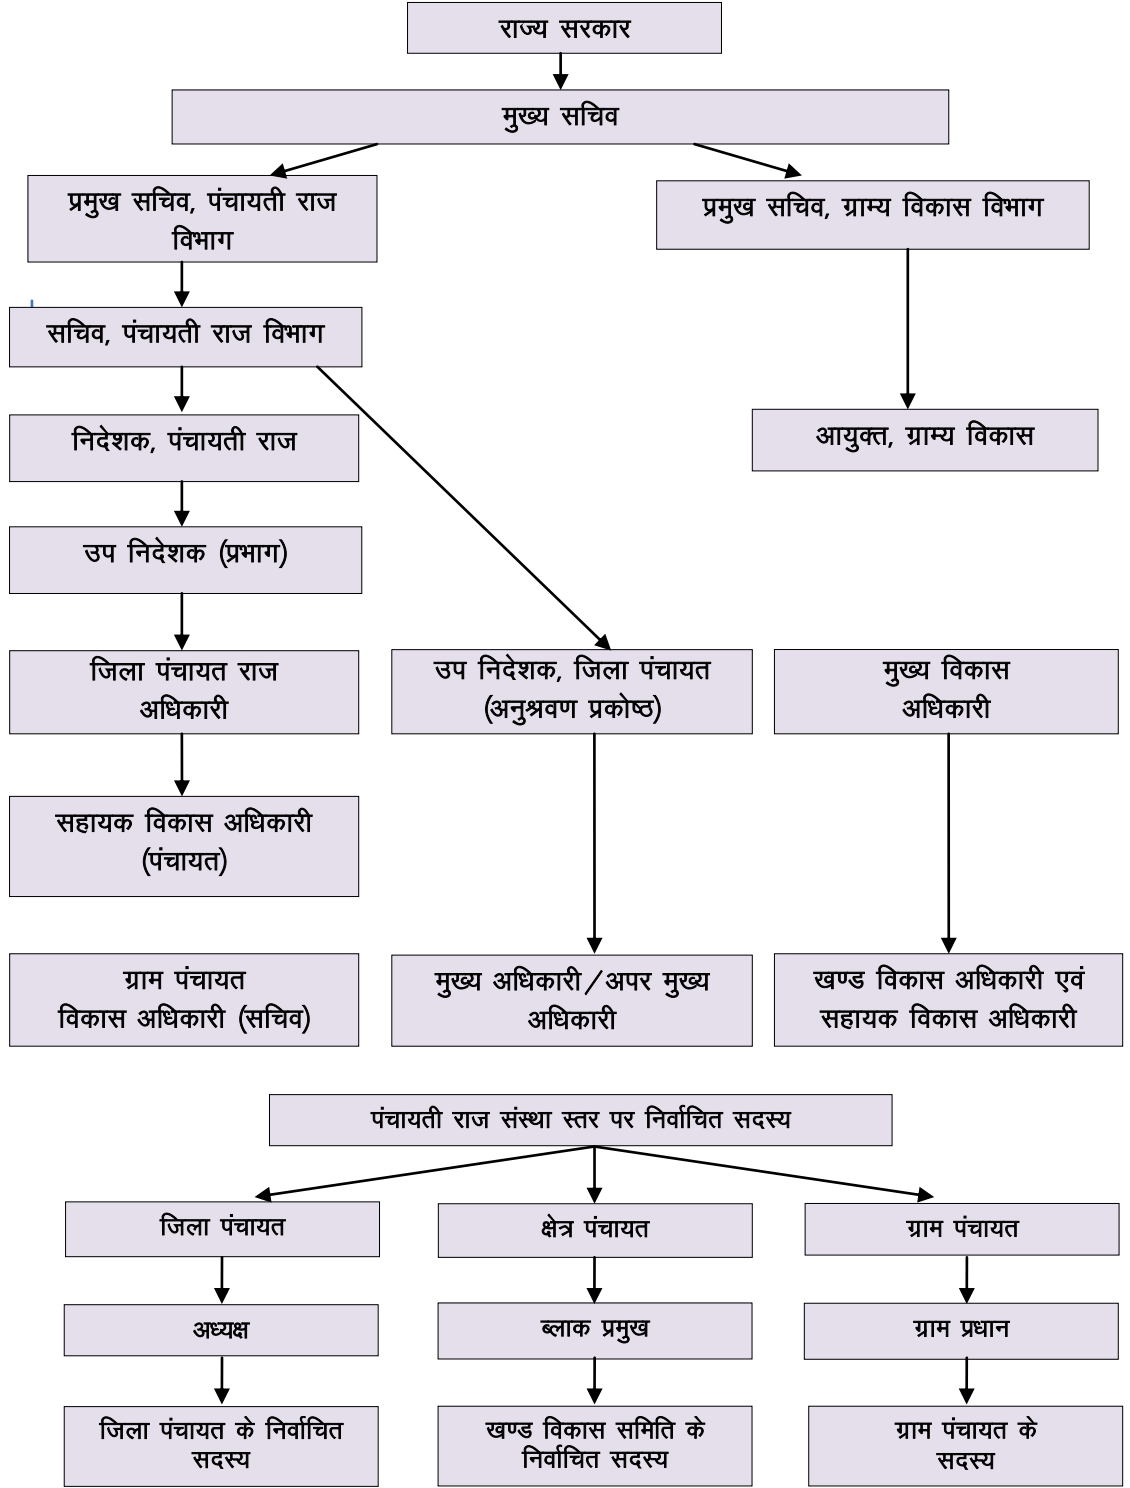 राज्य सरकार
मुख्य सचिव
प्रमुख सचिव, पंचायती राज
विभाग
प्रमुख सचिव, ग्राम्य विकास विभाग
सचिव, पंचायती राज विभाग
निदेशक, पंचायती राज
आयुक्त, ग्राम्य विकास
उप निदेशक (प्रभाग)
जिला पंचायत राज
अधिकारी
उप निदेशक, जिला पंचायत
(अनुश्रवण प्रकोष्ठ)
मुख्य विकास
अधिकारी
सहायक विकास अधिकारी
(पंचायत)
ग्राम पंचायत
विकास अधिकारी (सचिव)
मुख्य अधिकारी/अपर मुख्य
अधिकारी
खण्ड विकास अधिकारी एवं
सहायक विकास अधिकारी
पंचायती राज संस्था स्तर पर निर्वाचित सदस्य
जिला पंचायत
क्षेत्र पंचायत
ग्राम पंचायत
अध्यक्ष
ब्लाक प्रमुख
ग्राम प्रधान
जिला पंचायत के निर्वाचित
सदस्य
खण्ड विकास समिति के
निर्वाचित सदस्य
ग्राम पंचायत के
सदस्य